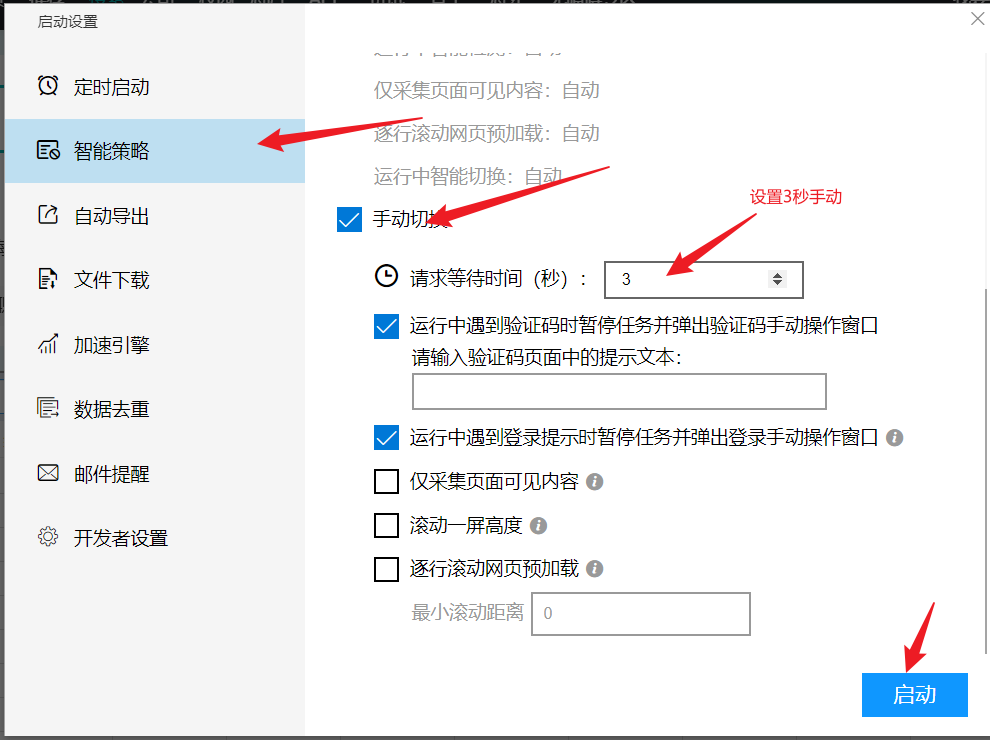 启动设置
定时启动
智能策略
自动导出
文件下载
加速引擎
数据去重
邮件提醒
开发者设置
仅采集页面可见内容：自动
逐行滚动网页预加载：自动
运行中智能切换：自动
手动切换
设置3秒手动
请求等待时间（秒）： 3
运行中遇到验证码时暂停任务并弹出验证码手动操作窗口
请输入验证码页面中的提示文本：
运行中遇到登录提示时暂停任务并弹出登录手动操作窗口
仅采集页面可见内容
滚动一屏高度
逐行滚动网页预加载
最小滚动距离 0
启动